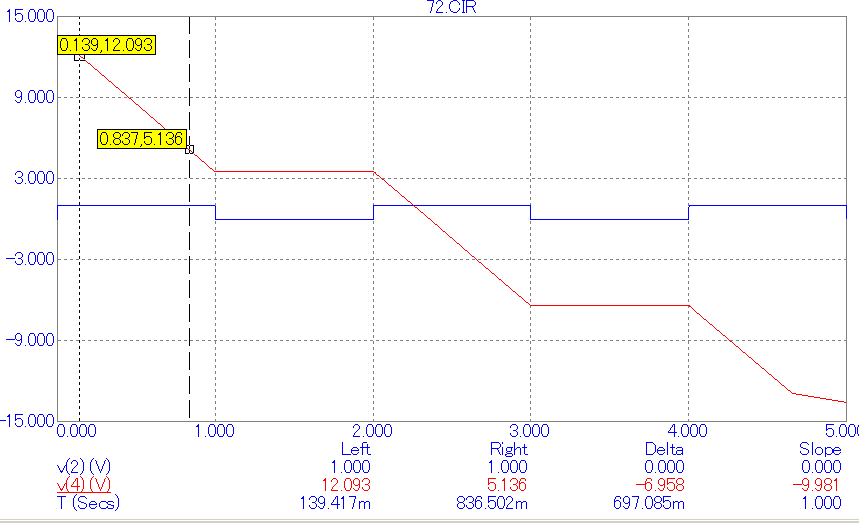 72.CIR
15.000
0.139,12.093
9.000
0.837,5.136
3.000
-3.000
-9.000
-15.000
0.000 1.000 2.000 3.000 4.000 5.000
Left Right Delta Slope
v(2) (V) 1.000 1.000 0.000 0.000
v(4) (V) 12.093 5.136 -6.958 -9.981
T (Secs) 139.417m 836.502m 697.085m 1.000